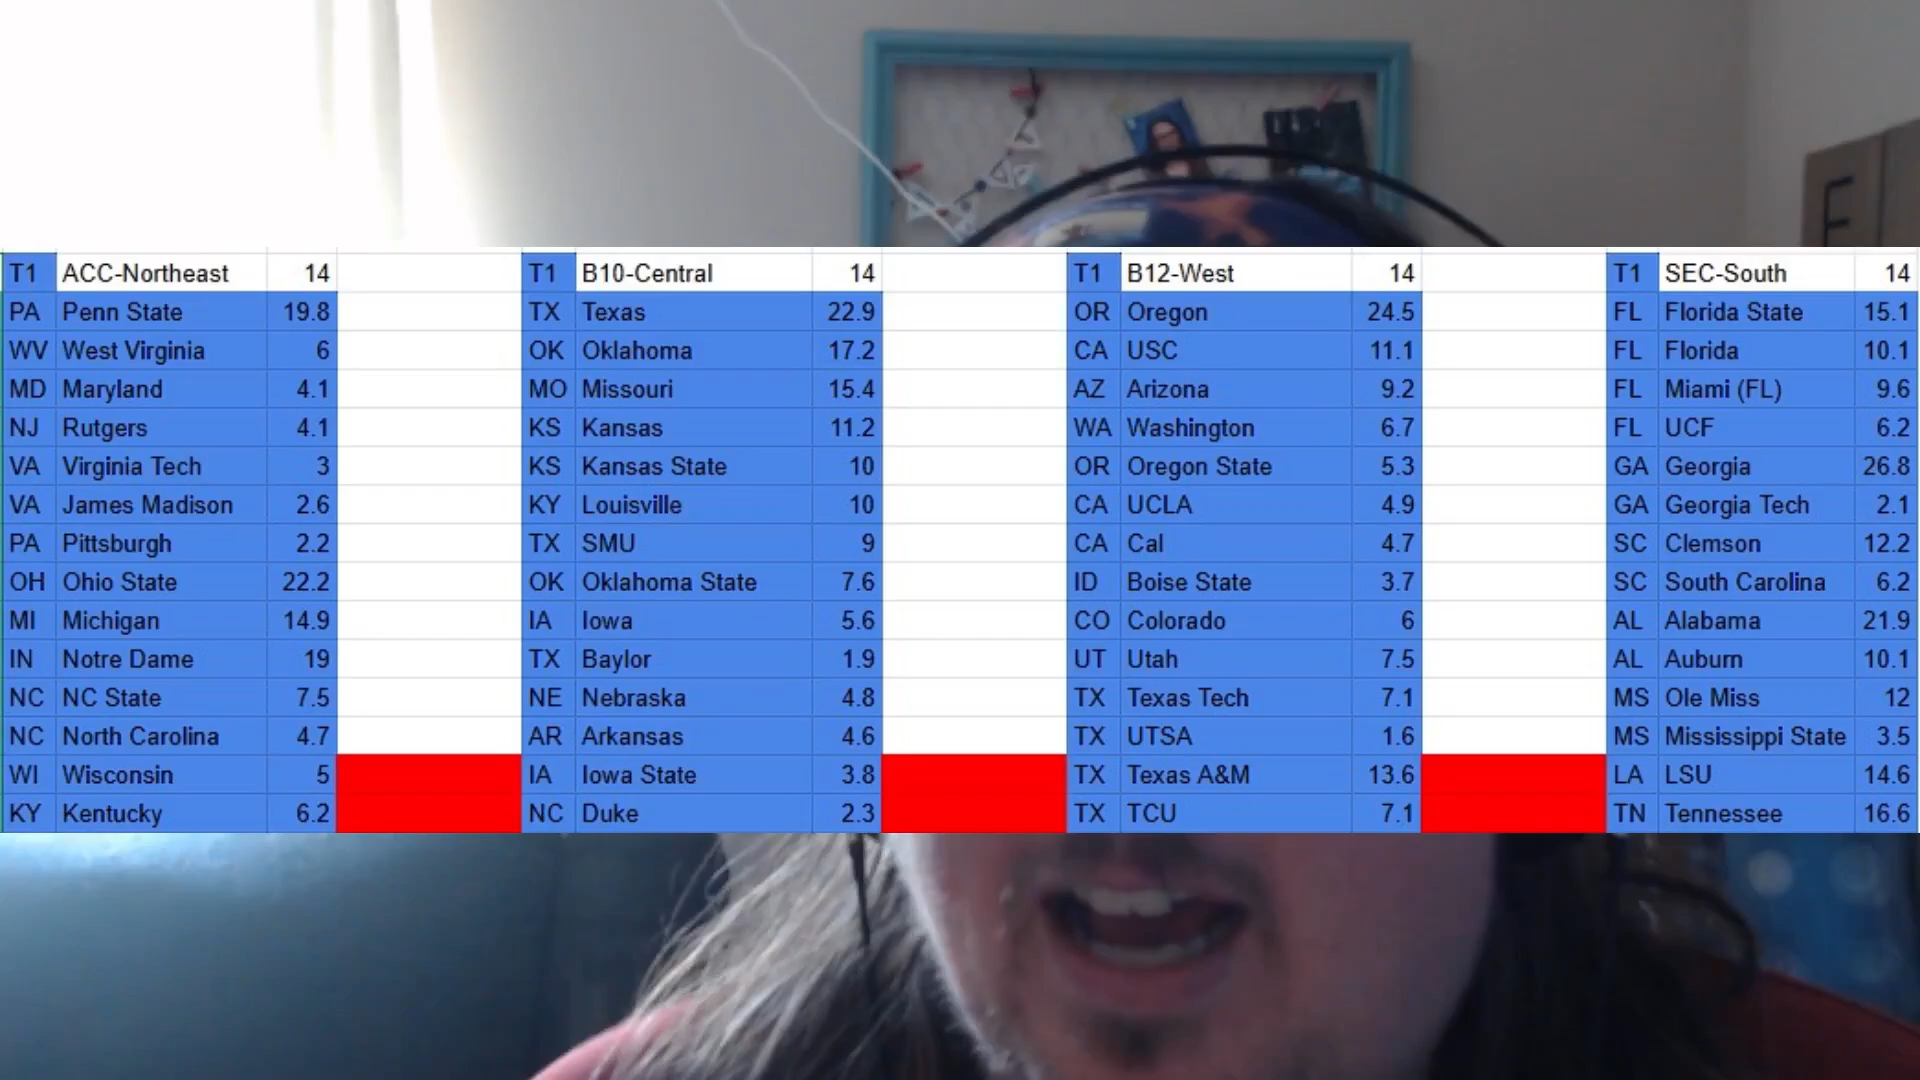 T1 ACC-Northeast 14 T1 B10-Central 14 T1 B12-West 14 T1 SEC-South 14
PA Penn State 19.8 TX Texas 22.9 OR Oregon 24.5 FL Florida State 15.1
WV West Virginia 6 OK Oklahoma 17.2 CA USC 11.1 FL Florida 10.1
MD Maryland 4.1 MO Missouri 15.4 AZ Arizona 9.2 FL Miami (FL) 9.6
NJ Rutgers 4.1 KS Kansas 11.2 WA Washington 6.7 FL UCF 6.2
VA Virginia Tech 3 KS Kansas State 10 OR Oregon State 5.3 GA Georgia 26.8
VA James Madison 2.6 KY Louisville 10 CA UCLA 4.9 GA Georgia Tech 2.1
PA Pittsburgh 2.2 TX SMU 9 CA Cal 4.7 SC Clemson 12.2
OH Ohio State 22.2 OK Oklahoma State 7.6 ID Boise State 3.7 SC South Carolina 6.2
MI Michigan 14.9 IA Iowa 5.6 CO Colorado 6 AL Alabama 21.9
IN Notre Dame 19 TX Baylor 1.9 UT Utah 7.5 AL Auburn 10.1
NC NC State 7.5 NE Nebraska 4.8 TX Texas Tech 7.1 MS Ole Miss 12
NC North Carolina 4.7 AR Arkansas 4.6 TX UTSA 1.6 MS Mississippi State 3.5
WI Wisconsin 5 IA Iowa State 3.8 TX Texas A&M 13.6 LA LSU 14.6
KY Kentucky 6.2 NC Duke 2.3 TX TCU 7.1 TN Tennessee 16.6